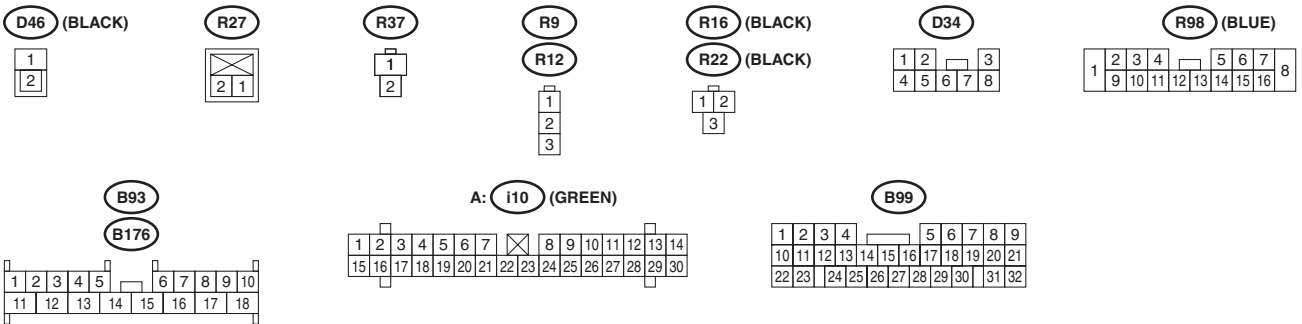 D46 (BLACK) R27 R37 R9 R16 (BLACK) D34 R98 (BLUE)
R12 R22 (BLACK)
1
2
2 1
1
2
1
2
3
1 2
3
1 2 3
4 5 6 7 8
1 2 3 4 5 6 7 8
9 10 11 12 13 14 15 16
B93 A: i10 (GREEN) B99
B176
1 2 3 4 5 6 7 8 9 10
11 12 13 14 15 16 17 18
1 2 3 4 5 6 7 8 9 10 11 12 13 14
15 16 17 18 19 20 21 22 23 24 25 26 27 28 29 30
1 2 3 4 5 6 7 8 9
10 11 12 13 14 15 16 17 18 19 20 21
22 23 24 25 26 27 28 29 30 31 32